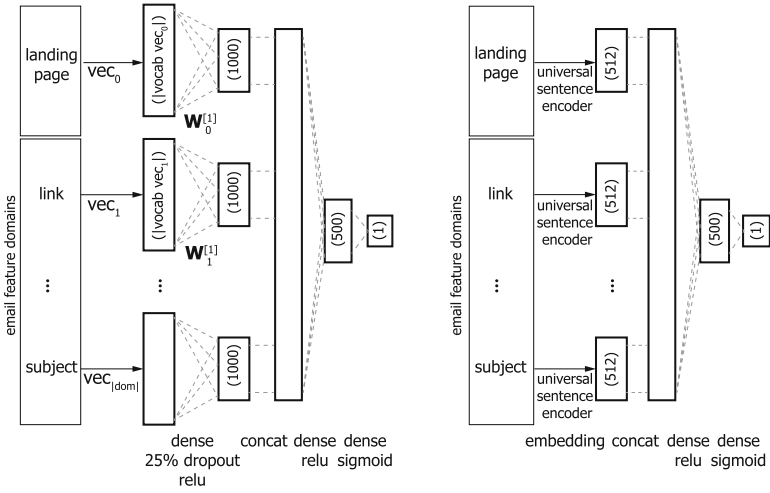 landing
page
vec0
(|vocab vec0|)
W0[1]
(1000)
email feature domains
link
vec1
(|vocab vec1|)
W1[1]
(1000)
...
...
subject
vec|dom|
(1000)
(500)
(1)
dense
25% dropout
relu
concat
dense
relu
dense
sigmoid
landing
page
universal
sentence
encoder
(512)
email feature domains
link
universal
sentence
encoder
(512)
...
...
subject
universal
sentence
encoder
(512)
(500)
(1)
embedding
concat
dense
relu
dense
sigmoid